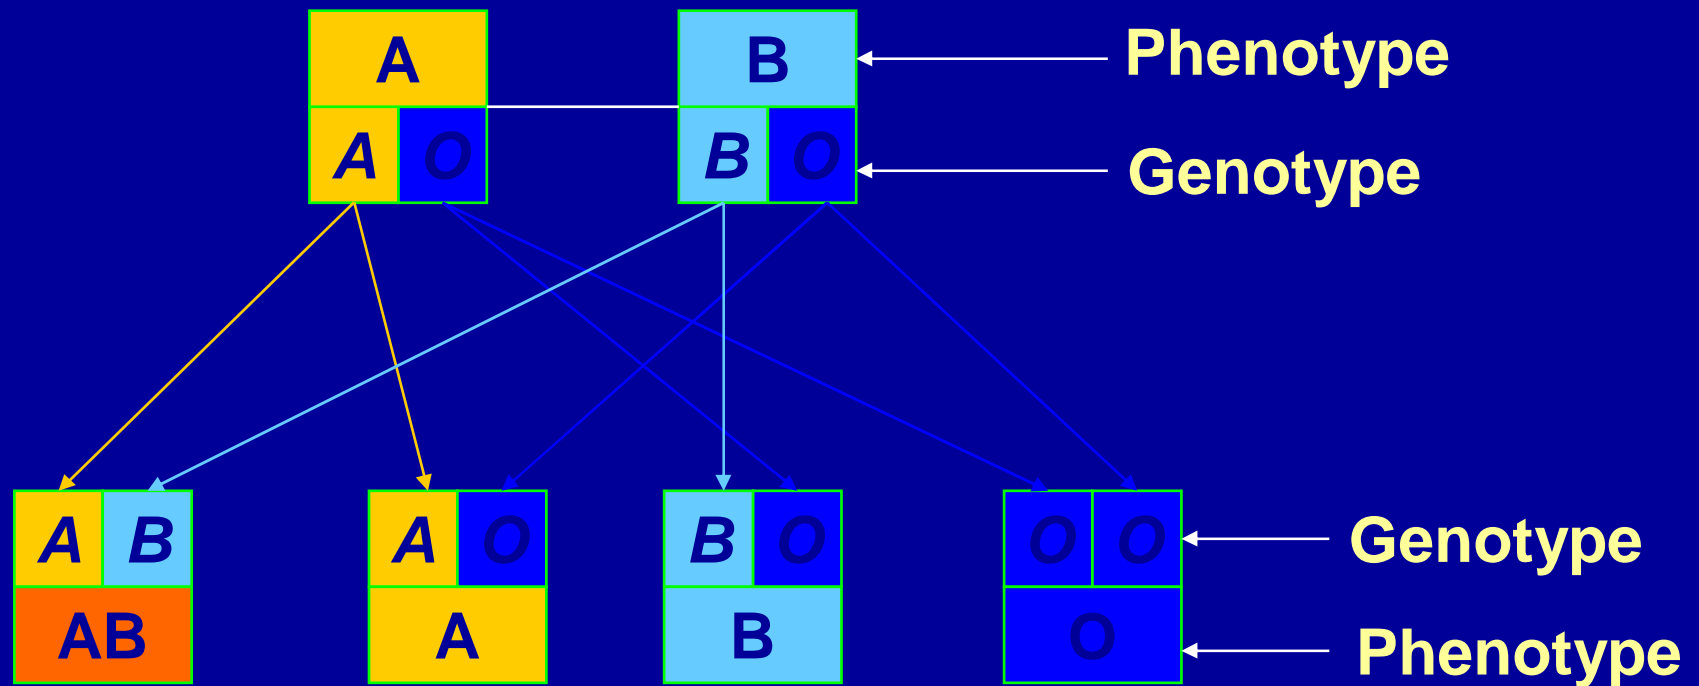 A B Phenotype
A O B O Genotype
A B A O B O O O Genotype
AB A B O Phenotype